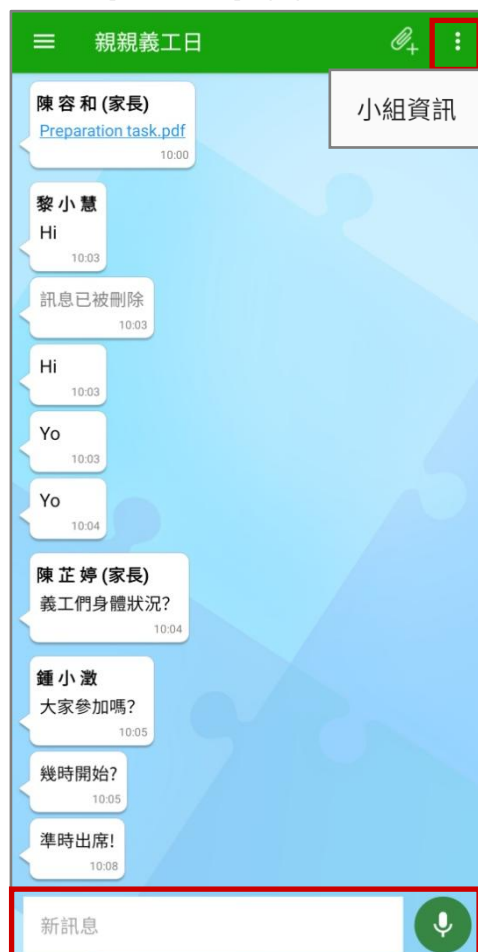 親親義工日
小組資訊
陳 容 和 (家長)
Preparation task.pdf
10:00
黎 小 慧
Hi
10:03
訊息已被刪除
10:03
Hi
10:03
Yo
10:03
Yo
10:04
陳 芷 婷 (家長)
義工們身體狀況?
10:04
鍾 小 澂
大家參加嗎?
10:05
幾時開始?
10:05
準時出席!
10:08
新訊息